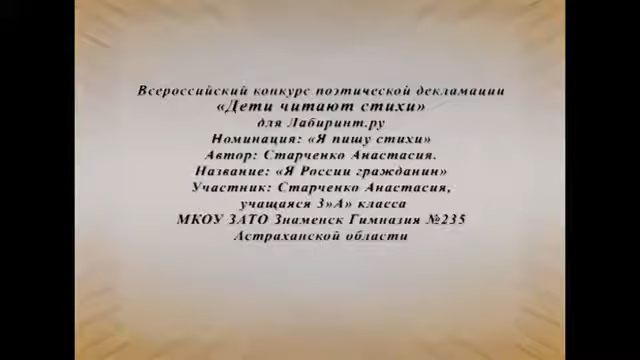 Всероссийский конкурс поэтической декламации
«Дети читают стихи»
для Лабиринт.ру
Номинация: «Я пишу стихи»
Автор: Старченко Анастасия.
Название: «Я России гражданин»
Участник: Старченко Анастасия,
учащаяся 3»А» класса
МКОУ ЗАТО Знаменск Гимназия №235
Астраханской области